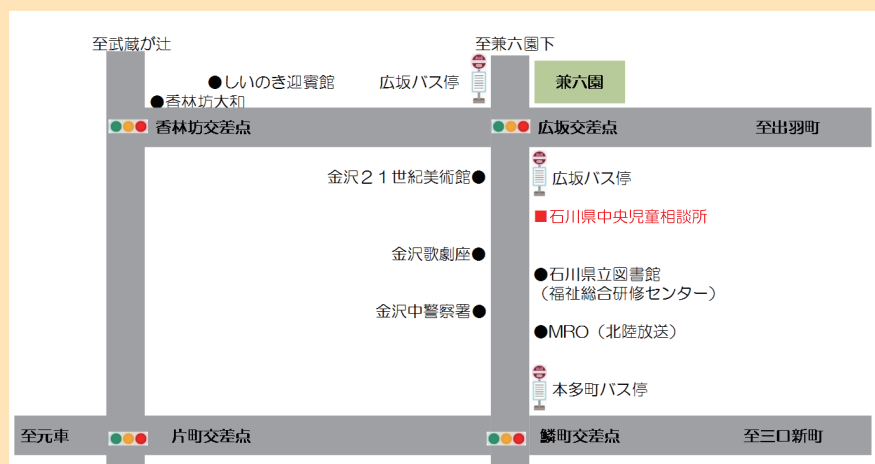 至武蔵が辻
至兼六園下
●しいのき迎賓館
広坂バス停
兼六園
●香林坊大和
香林坊交差点
広坂交差点
至出羽町
金沢２１世紀美術館●
広坂バス停
■石川県中央児童相談所
金沢歌劇座●
●石川県立図書館
（福祉総合研修センター）
金沢中警察署●
●MRO（北陸放送）
本多町バス停
至元車
片町交差点
鱗町交差点
至三口新町